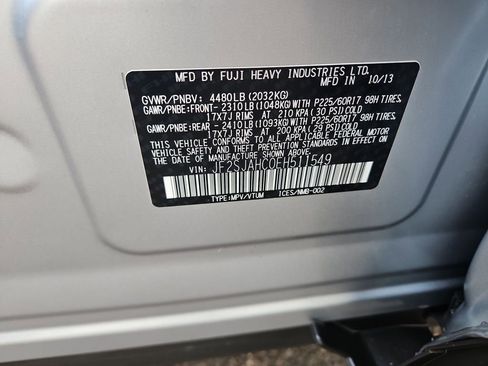 MFD BY FUJI HEAVY INDUSTRIES LTD.
MFD IN 10/13
GVWR/PNBV: 4480LB (2032KG)
GAWR/PNBE: FRONT- 2310LB (1048KG) WITH P225/60R17 98H TIRES,
17X7J RIMS AT 210 KPA (30 PSI) COLD
GAWR/PNBE: REAR - 2410LB (1093KG) WITH P225/60R17 98H TIRES,
17X7J RIMS AT 200 KPA (29 PSI) COLD
THIS VEHICLE CONFORMS TO ALL APPLICABLE FEDERAL MOTOR
VEHICLE SAFETY, BUMPER, AND THEFT PREVENTION STANDARDS IN EFFECT
ON THE DATE OF MANUFACTURE SHOWN ABOVE.
VIN: JF2SJAHC0EH511549
TYPE: MPV/VTUM ICES/NMB-002